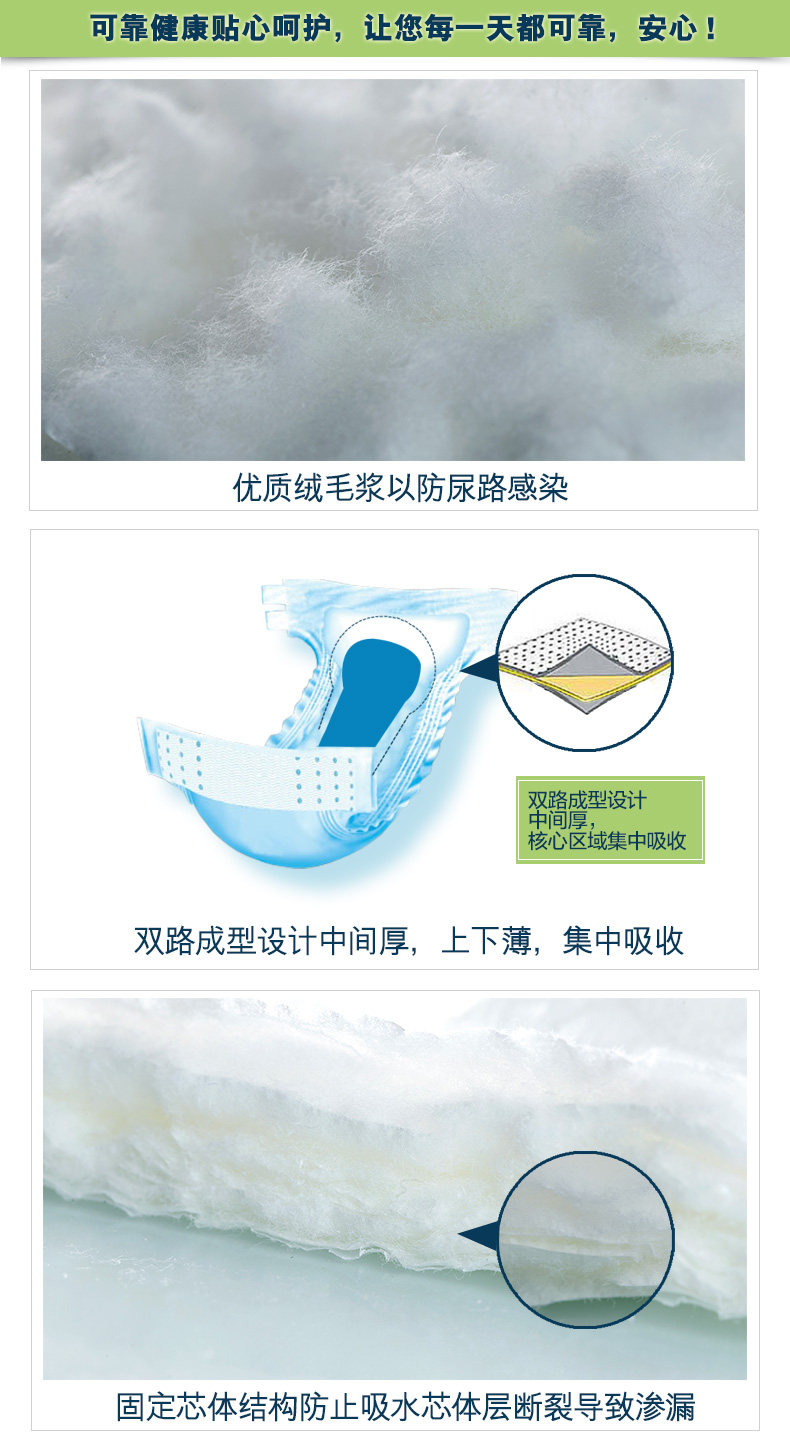 可靠健康贴心呵护，让您每一天都可靠，安心！
优质绒毛浆以防尿路感染
双路成型设计
中间厚，
核心区域集中吸收
双路成型设计中间厚，上下薄，集中吸收
固定芯体结构防止吸水芯体层断裂导致渗漏